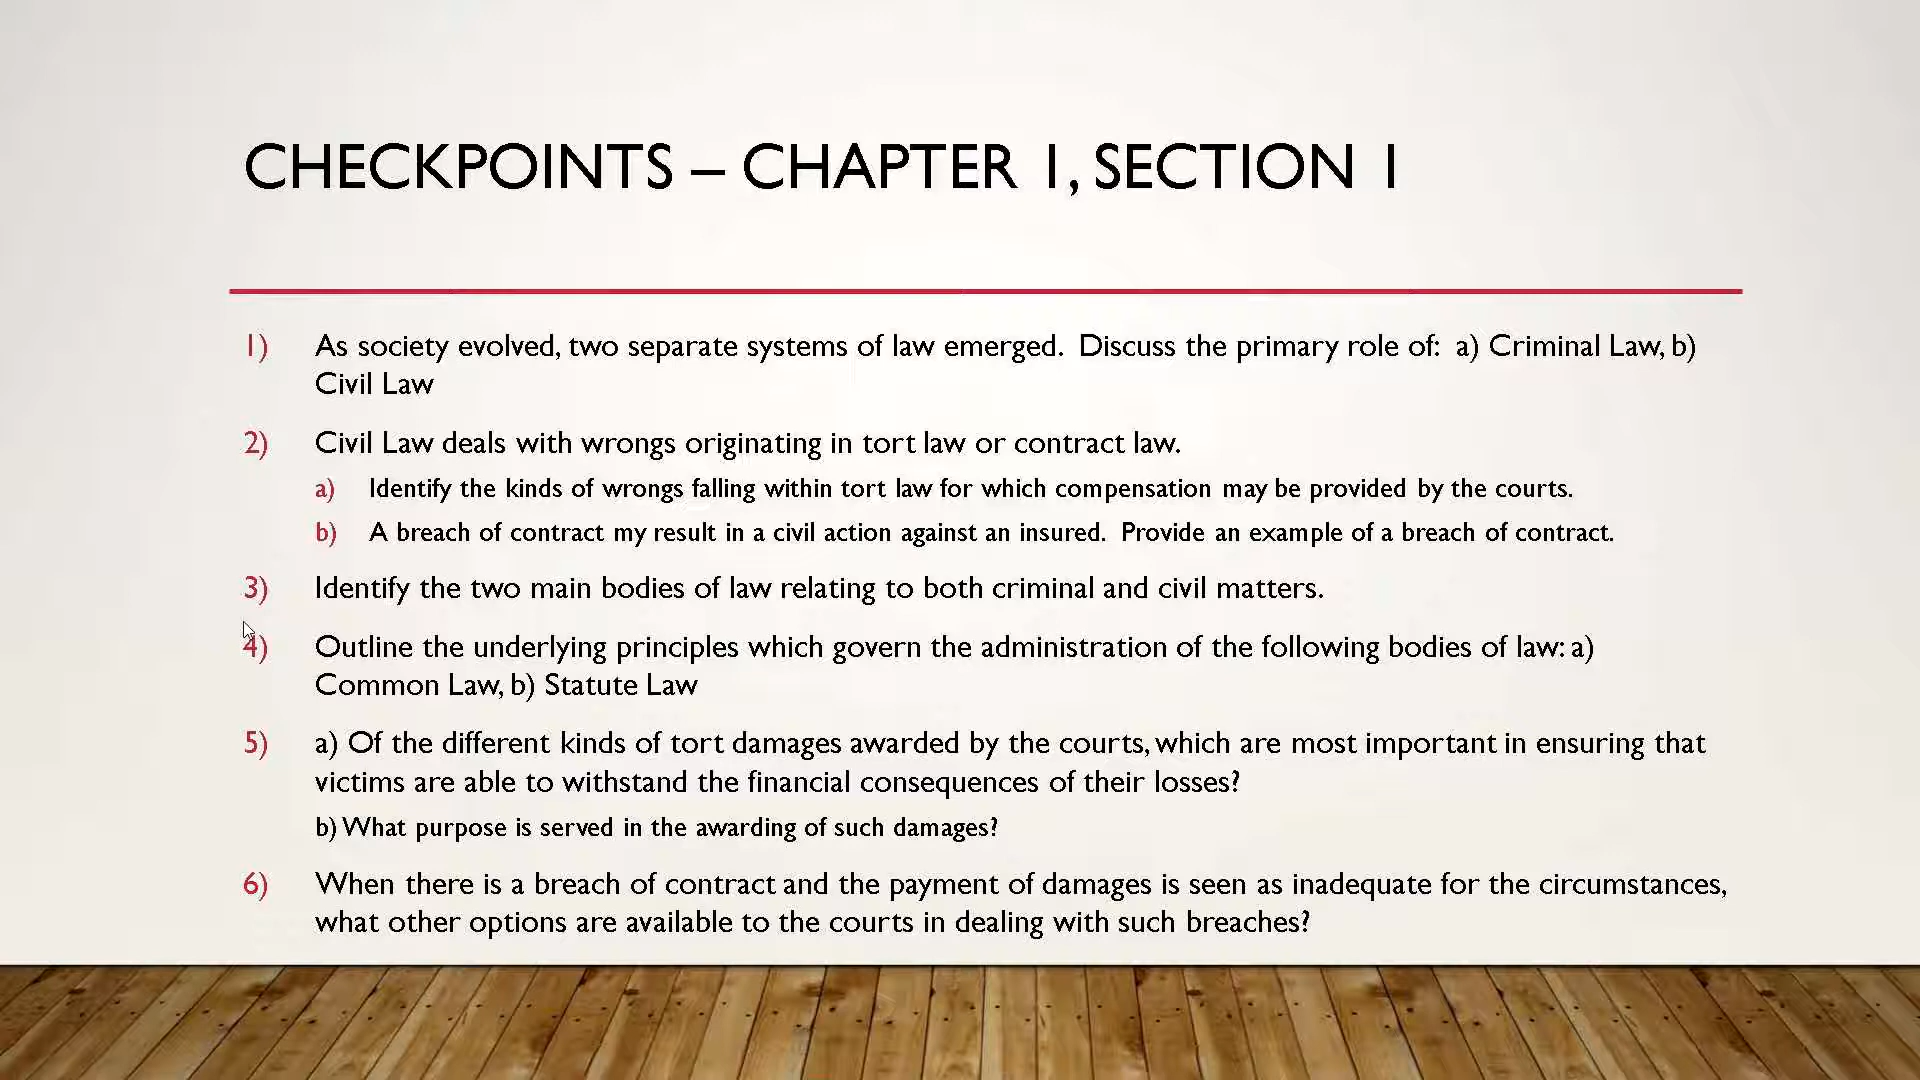 CHECKPOINTS – CHAPTER 1, SECTION 1
1) As society evolved, two separate systems of law emerged. Discuss the primary role of: a) Criminal Law, b)
Civil Law
2) Civil Law deals with wrongs originating in tort law or contract law.
a) Identify the kinds of wrongs falling within tort law for which compensation may be provided by the courts.
b) A breach of contract my result in a civil action against an insured. Provide an example of a breach of contract.
3) Identify the two main bodies of law relating to both criminal and civil matters.
4) Outline the underlying principles which govern the administration of the following bodies of law: a)
Common Law, b) Statute Law
5) a) Of the different kinds of tort damages awarded by the courts, which are most important in ensuring that
victims are able to withstand the financial consequences of their losses?
b) What purpose is served in the awarding of such damages?
6) When there is a breach of contract and the payment of damages is seen as inadequate for the circumstances,
what other options are available to the courts in dealing with such breaches?